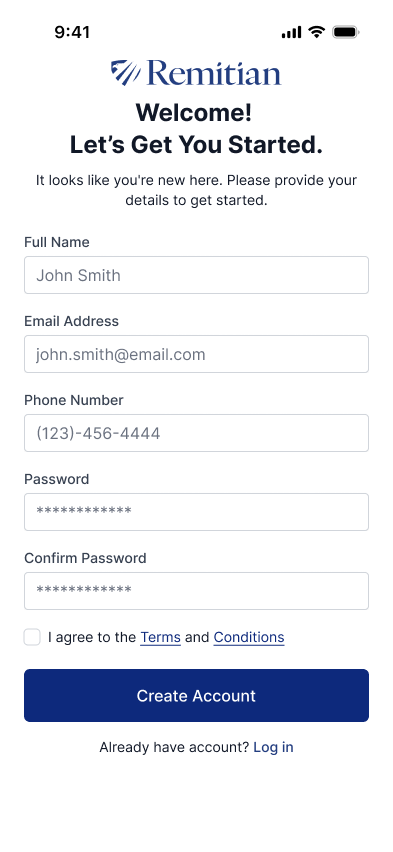 9:41
Remitian
Welcome!
Let’s Get You Started.
It looks like you're new here. Please provide your
details to get started.
Full Name
John Smith
Email Address
john.smith@email.com
Phone Number
(123)-456-4444
Password
************
Confirm Password
************
I agree to the Terms and Conditions
Create Account
Already have account? Log in